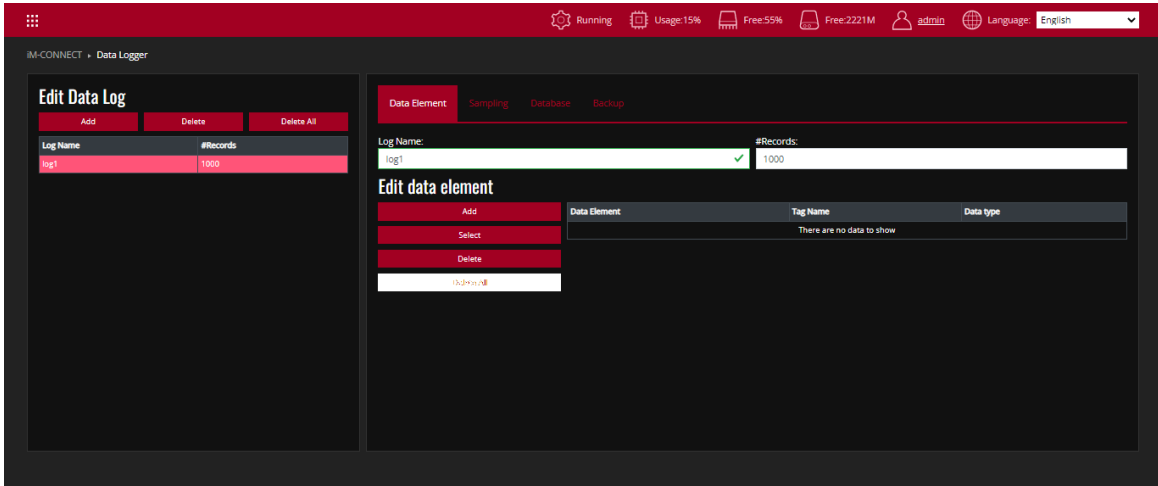 Running Usage:15% Free:55% Free:2221M admin Language: English
iM-CONNECT ▸ Data Logger
Edit Data Log
Add Delete Delete All
Log Name #Records
log1 1000
Data Element Sampling Database Backup
Log Name: #Records:
log1 1000
Edit data element
Add
Select
Delete
Data Element Tag Name Data type
There are no data to show